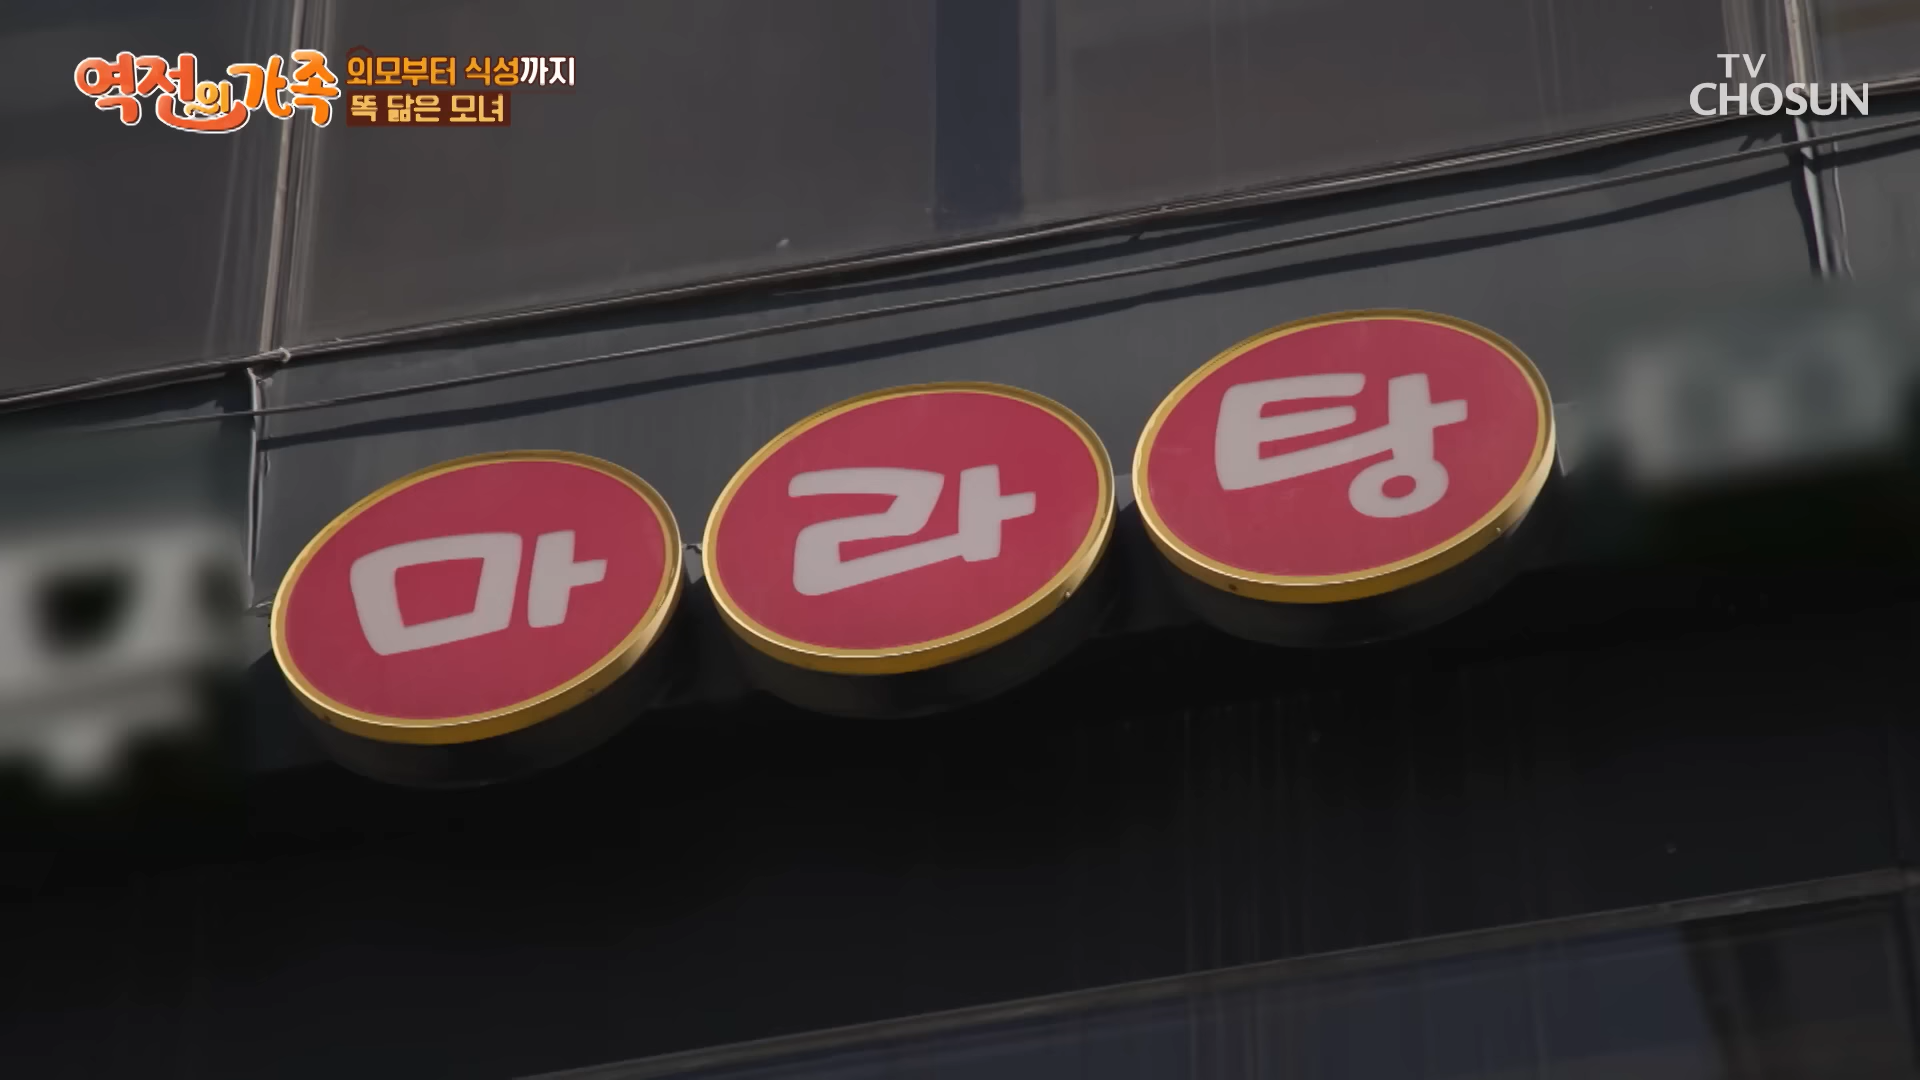 역전의 가족
외모부터 식성까지
똑 닮은 모녀
TV
CHOSUN
마라탕